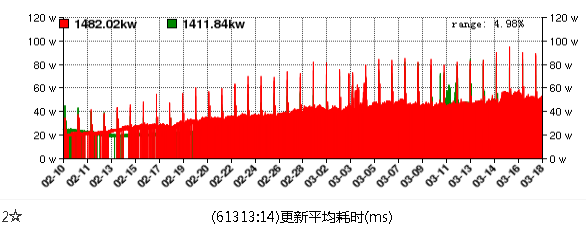 1482.02kw 1411.84kw range: 4.98%
120 w 120 w
100 w 100 w
80 w 80 w
60 w 60 w
40 w 40 w
20 w 20 w
0 w 0 w
02-10 02-11 02-13 02-15 02-17 02-18 02-20 02-22 02-24 02-26 02-28 03-03 03-03 03-05 03-07 03-09 03-11 03-13 03-14 03-16 03-18
2☆ (61313:14)更新平均耗时(ms)